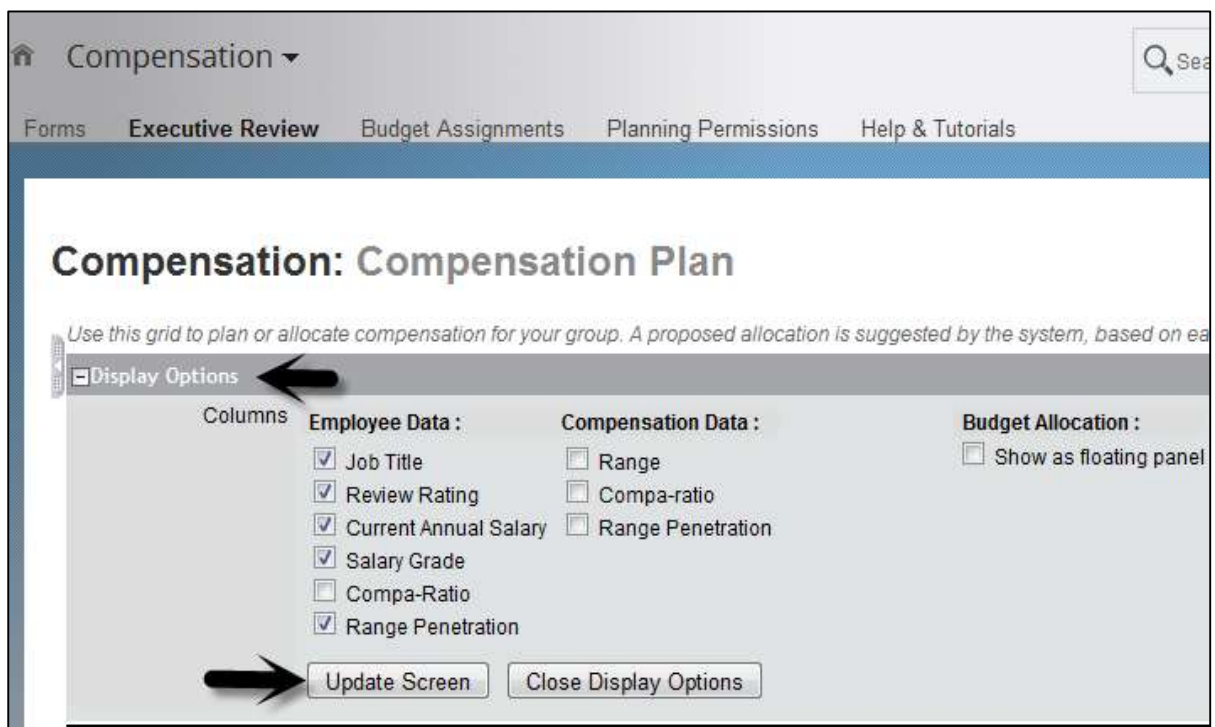 Compensation
Forms Executive Review Budget Assignments Planning Permissions Help & Tutorials
Compensation: Compensation Plan
Use this grid to plan or allocate compensation for your group. A proposed allocation is suggested by the system, based on
Display Options
Columns Employee Data : Compensation Data : Budget Allocation :
Job Title Range Show as floating panel
Review Rating Compa-ratio
Current Annual Salary Range Penetration
Salary Grade
Compa-Ratio
Range Penetration
Update Screen Close Display Options